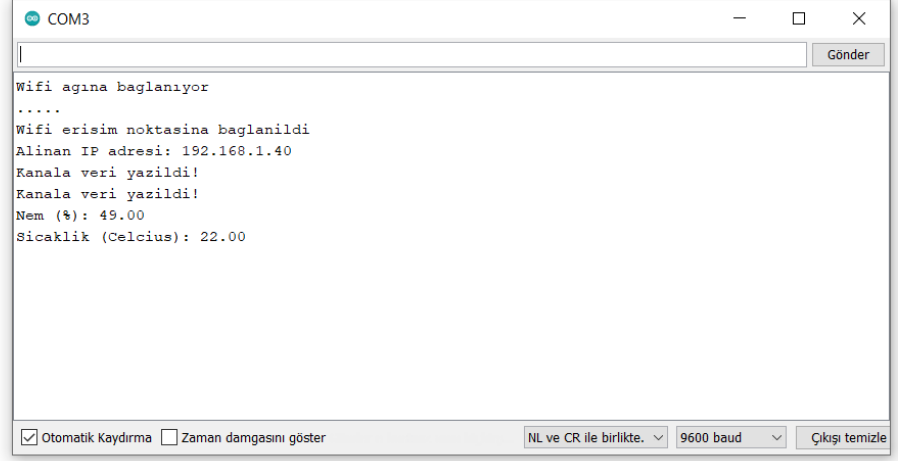 COM3
Gönder
Wifi agına baglanıyor
.....
Wifi erisim noktasina baglanildi
Alinan IP adresi: 192.168.1.40
Kanala veri yazildi!
Kanala veri yazildi!
Nem (%): 49.00
Sicaklik (Celcius): 22.00
Otomatik Kaydırma Zaman damgasını göster NL ve CR ile birlikte. 9600 baud Çıkışı temizle